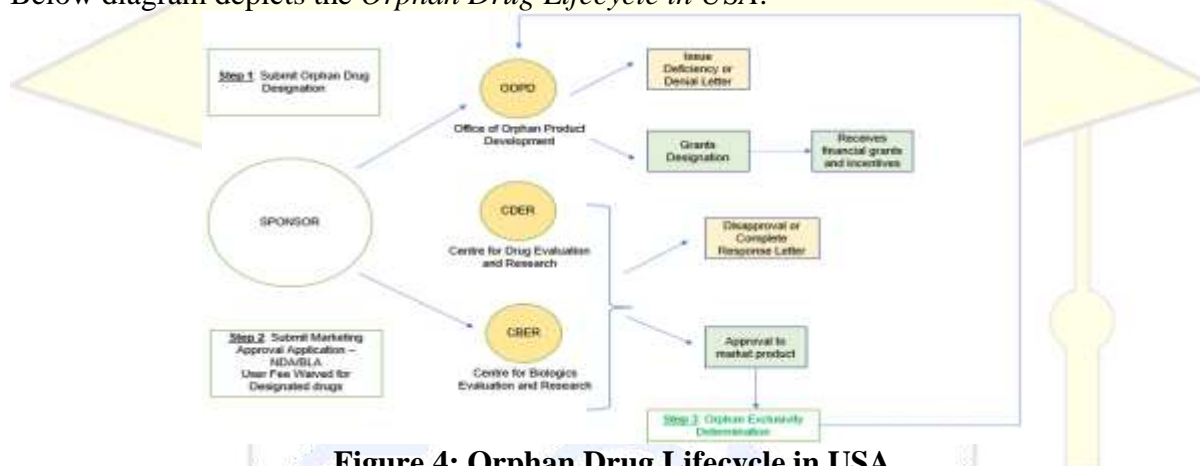 Below diagram depicts the Orphan Drug Lifecycle in USA:
Step 1: Submit Orphan Drug
Designation
OOPD
Office of Orphan Product
Development
Issue
Deficiency or
Denial Letter
Grants
Designation
Receives
financial grants
and incentives
SPONSOR
CDER
Centre for Drug Evaluation
and Research
Disapproval or
Complete
Response Letter
Step 2: Submit Marketing
Approval Application –
NDA/BLA
User Fee Waived for
Designated drugs
CBER
Centre for Biologics
Evaluation and Research
Approval to
market product
Step 3: Orphan Exclusivity
Determination
Figure 4: Orphan Drug Lifecycle in USA